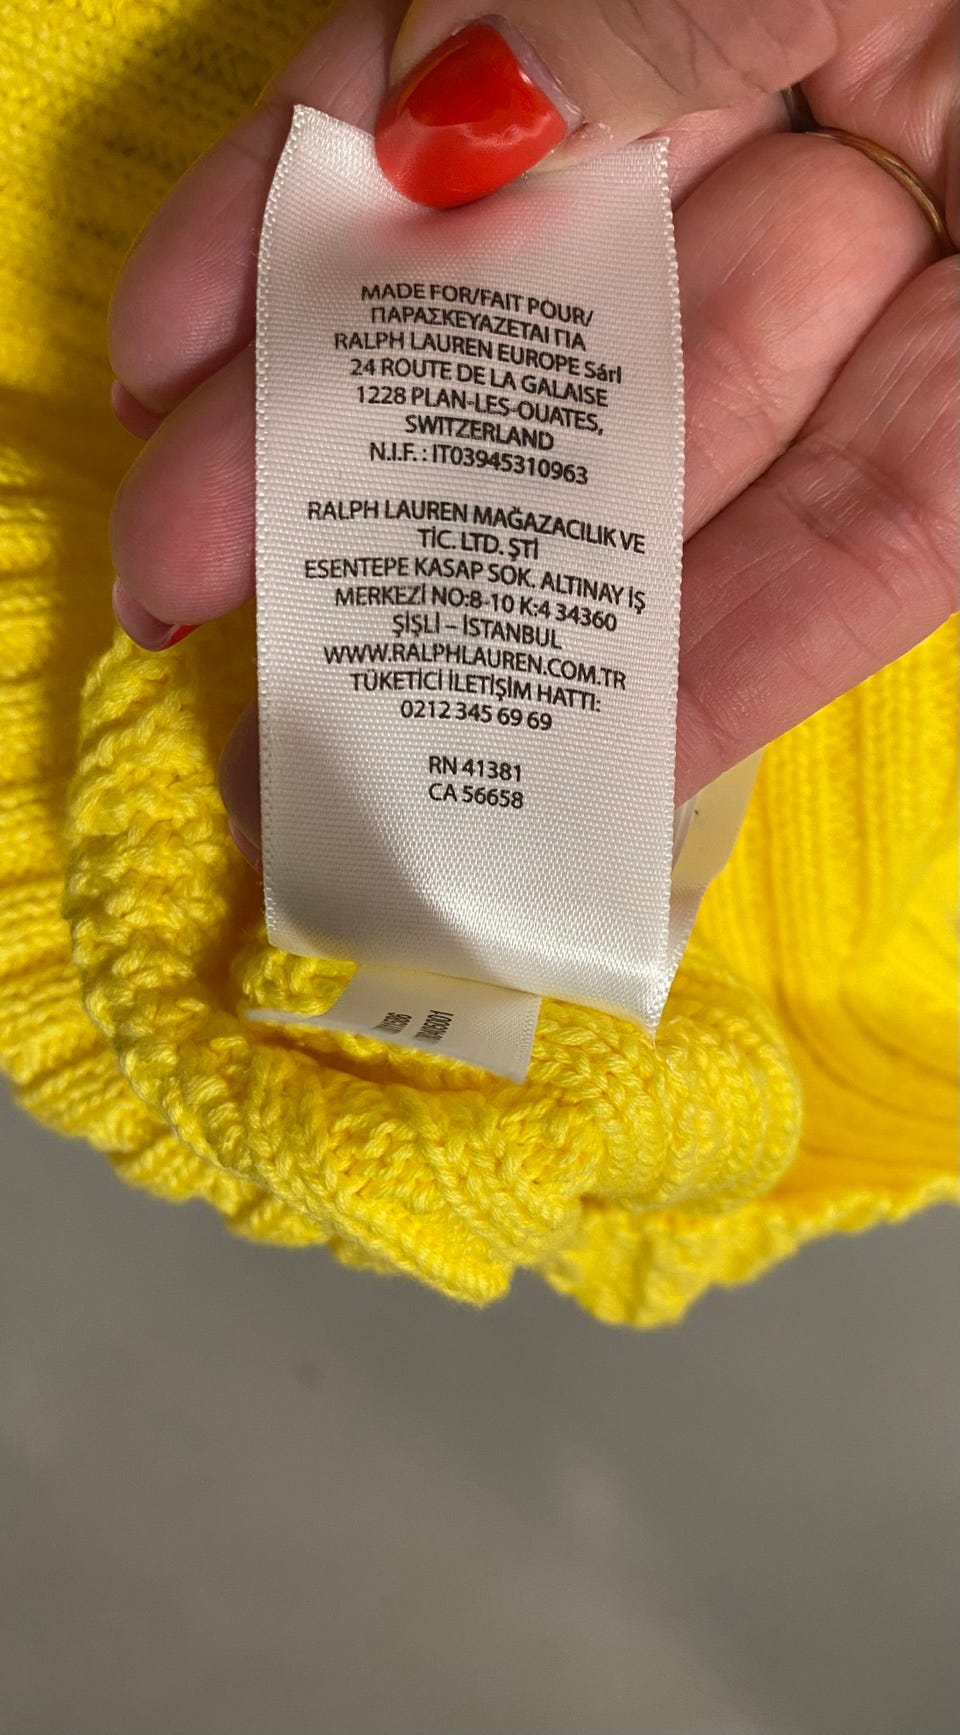 MADE FOR/FAIT POUR/
ΠΑΡΑΣΚΕΥΑΖΕΤΑΙ ΓΙΑ
RALPH LAUREN EUROPE Sárl
24 ROUTE DE LA GALAISE
1228 PLAN-LES-OUATES,
SWITZERLAND
N.I.F. : IT03945310963
RALPH LAUREN MAĞAZACILIK VE
TİC. LTD. ŞTİ
ESENTEPE KASAP SOK. ALTINAY İŞ
MERKEZİ NO:8-10 K:4 34360
ŞİŞLİ – İSTANBUL
WWW.RALPHLAUREN.COM.TR
TÜKETİCİ İLETİŞİM HATTI:
0212 345 69 69
RN 41381
CA 56658